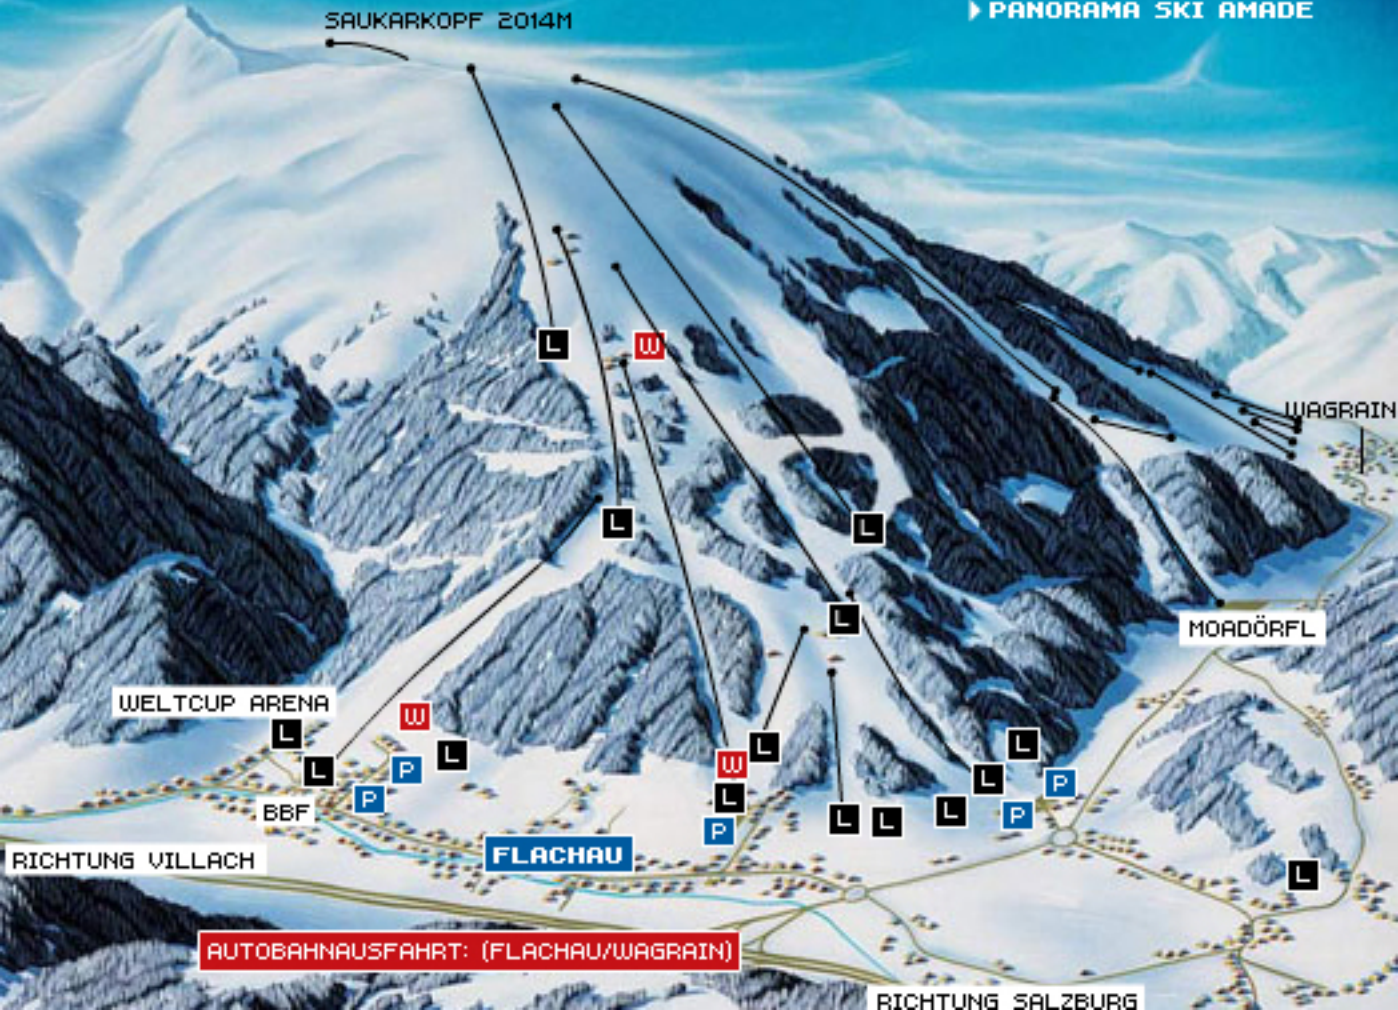 SAUKARKOPF 2014M
PANORAMA SKI AMADE
L
W
WAGRAIN
L
L
L
MOADÖRFL
WELTCUP ARENA
L
W
L
L
P
P
BBF
W
L
L
P
L
L
L
L
L
P
P
FLACHAU
RICHTUNG VILLACH
L
AUTOBAHNAUSFAHRT: (FLACHAU/WAGRAIN)
RICHTUNG SALZBURG